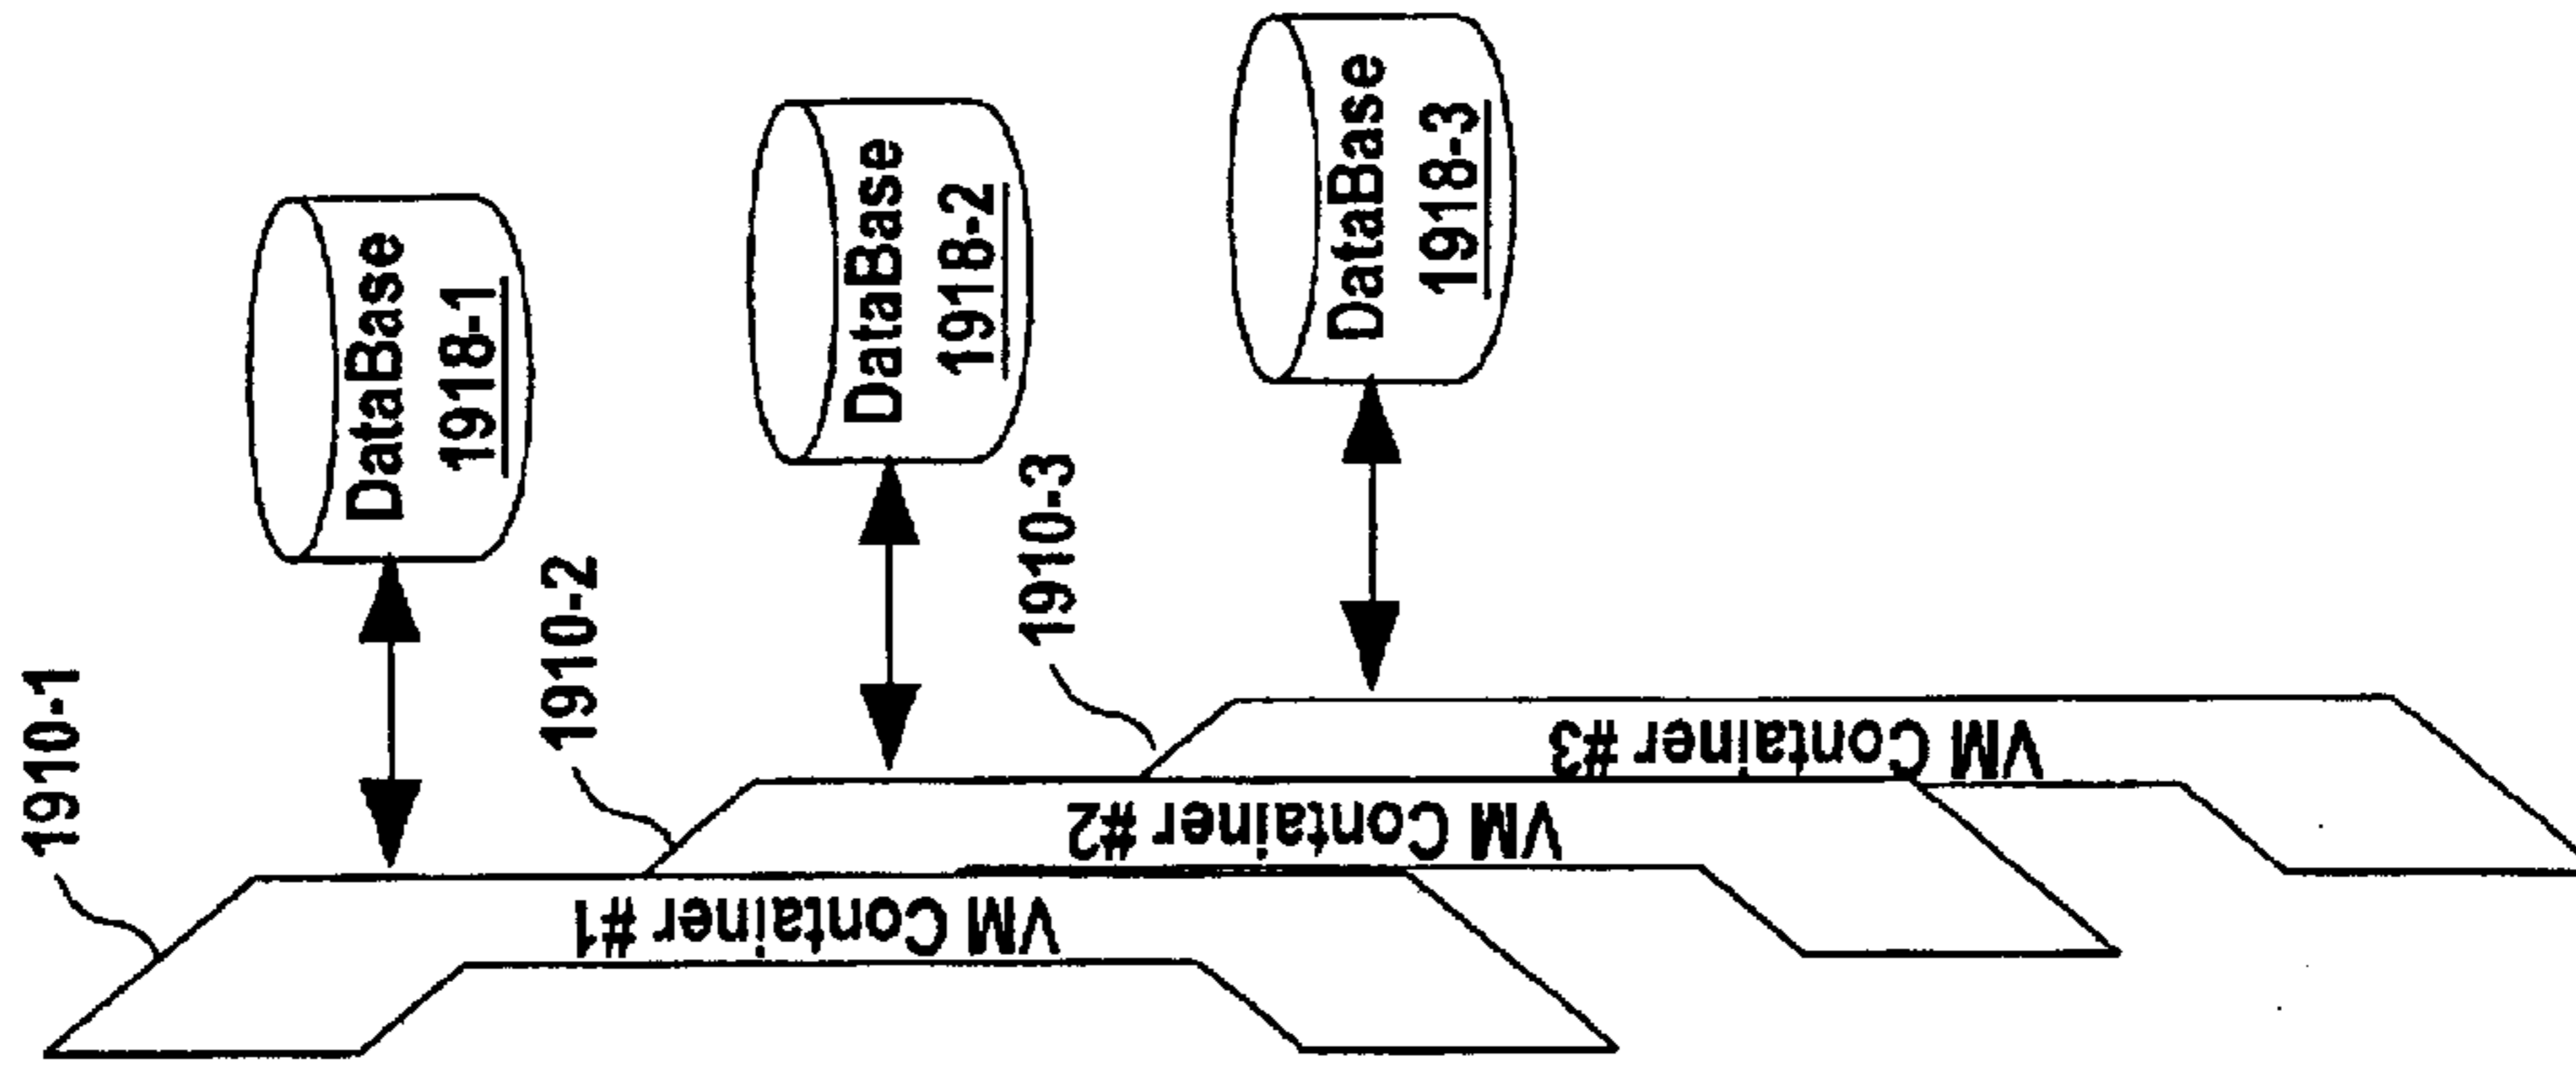 1910-1
DataBase
1918-1
VM Container #1
1910-2
DataBase
1918-2
VM Container #2
1910-3
DataBase
1918-3
VM Container #3